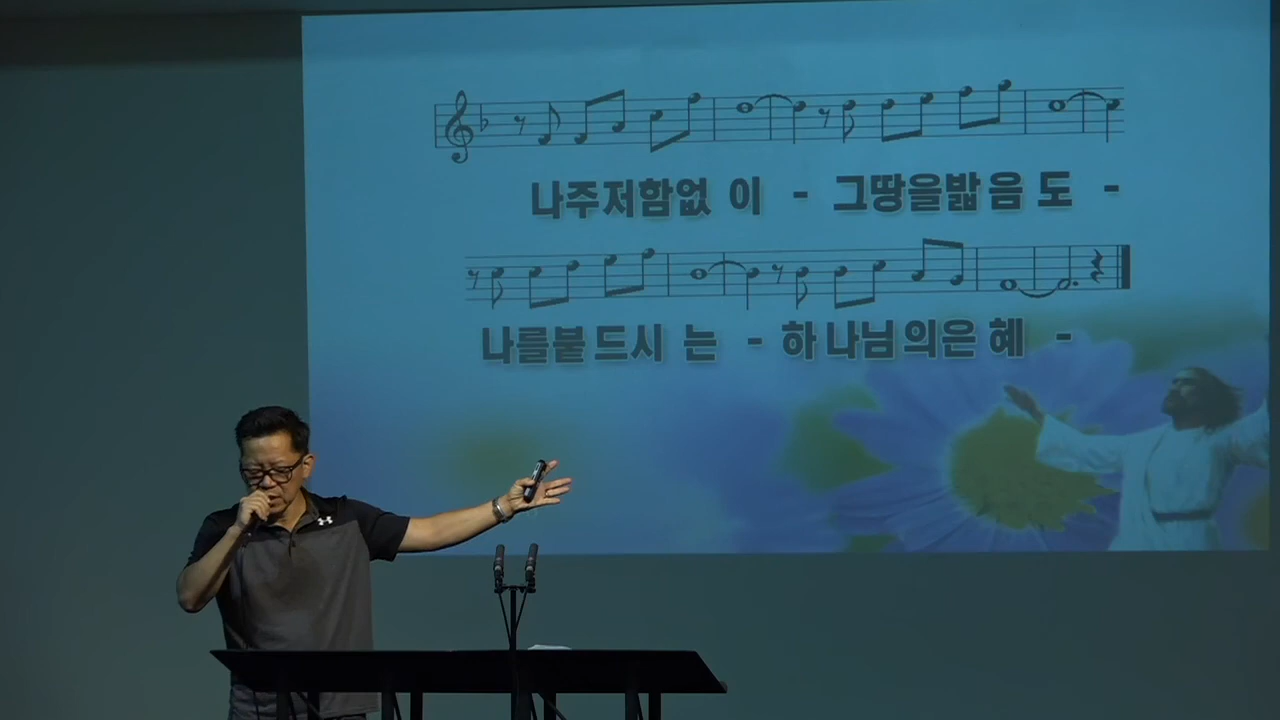 나주저함없 이 - 그땅을밟 음 도 -
나를붙 드시 는 - 하 나님 의은 혜 -